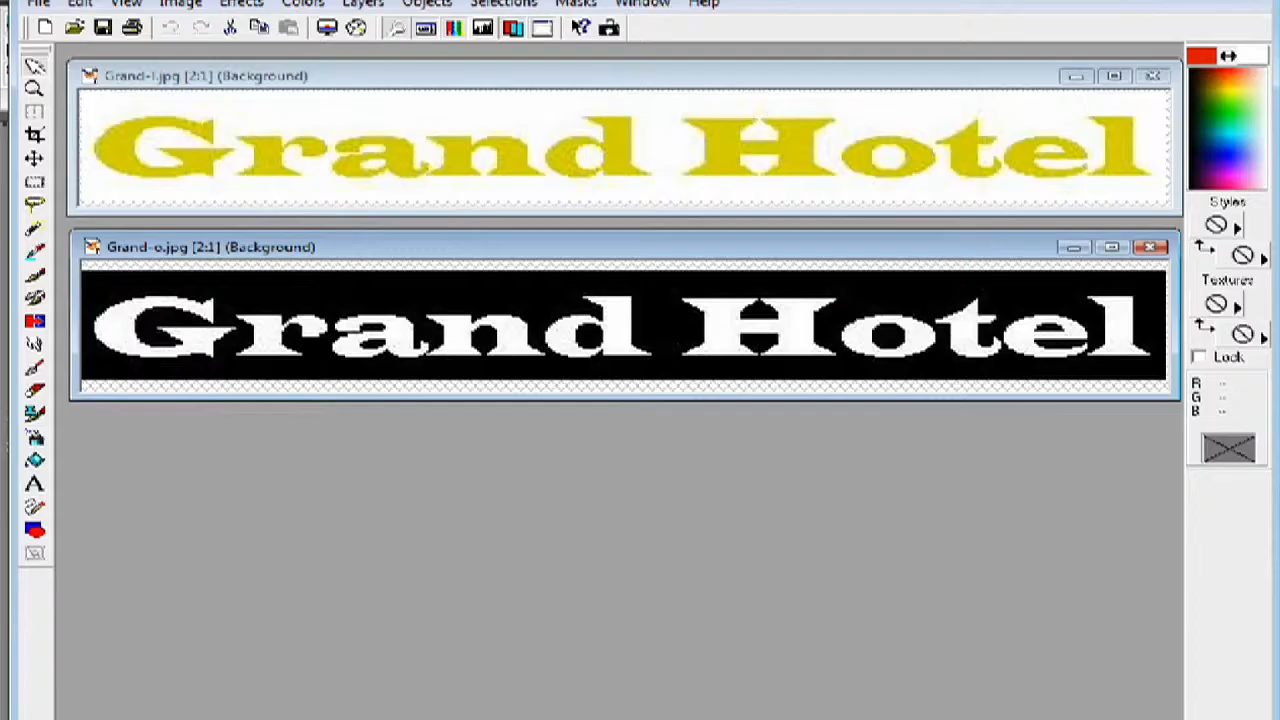 File Edit View Image Effects Colors Layers Objects Selections Masks Window Help
Grand-l.jpg [2:1] (Background)
Grand Hotel
Grand-o.jpg [2:1] (Background)
Grand Hotel
Styles
Textures
Lock
R --
G --
B --